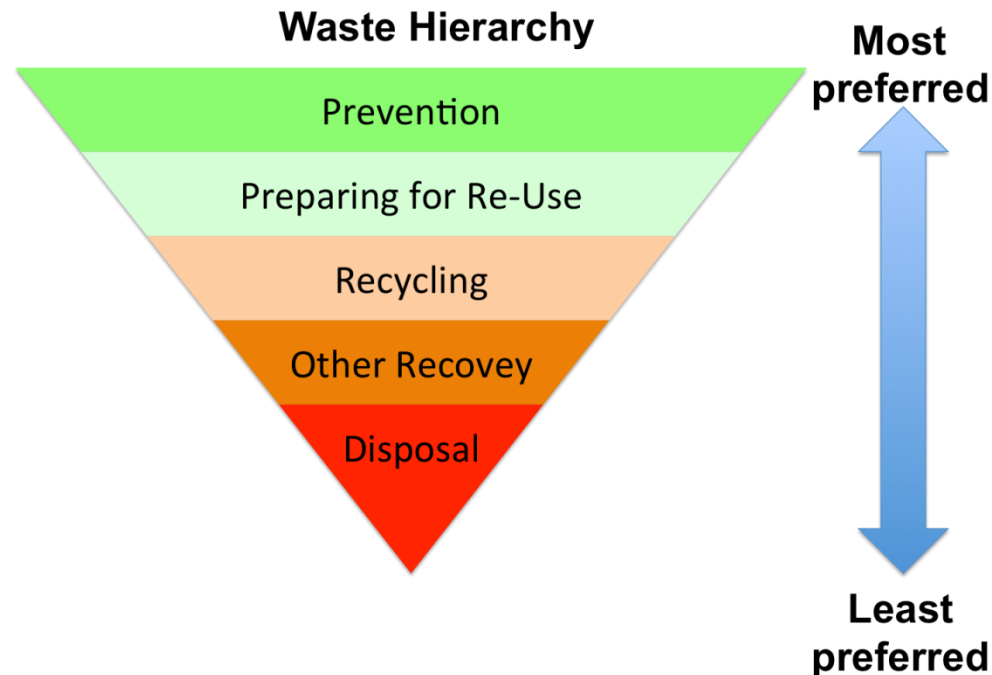 Waste Hierarchy
Most
preferred
Prevention
Preparing for Re-Use
Recycling
Other Recovey
Disposal
Least
preferred